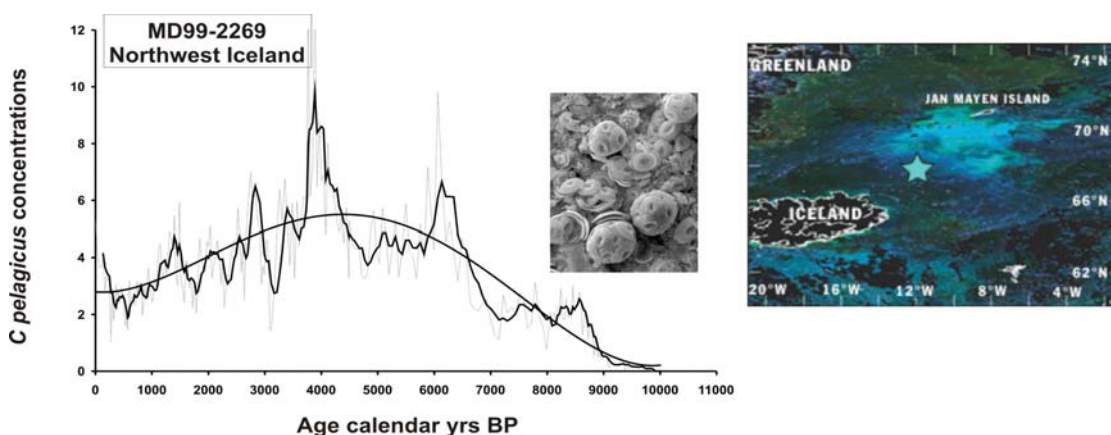 MD99-2269
Northwest Iceland
C pelagicus concentrations
12
10
8
6
4
2
0
0 1000 2000 3000 4000 5000 6000 7000 8000 9000 10000 11000
Age calendar yrs BP
GREENLAND
74°N
JAN MAYEN ISLAND
70°N
66°N
ICELAND
62°N
20°W 16°W 12°W 8°W 4°W